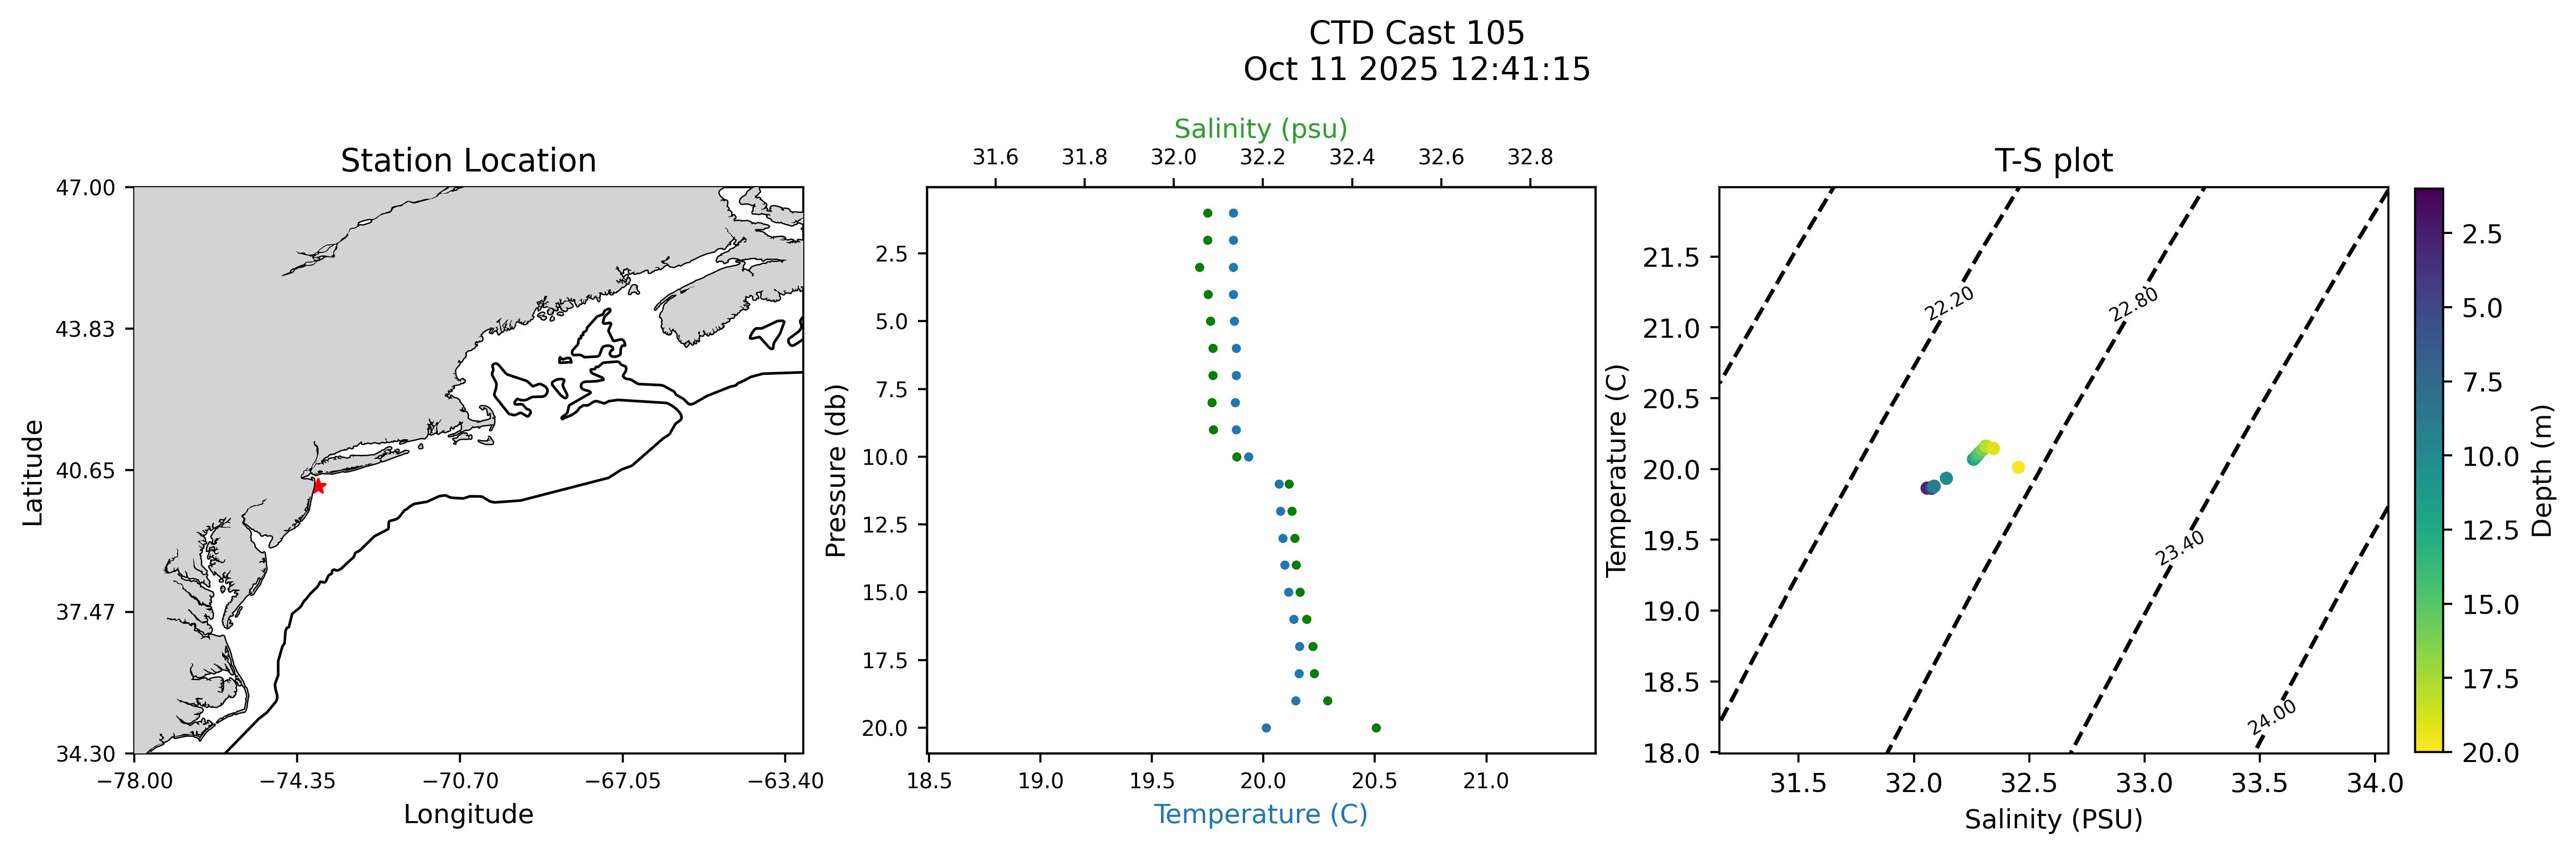 CTD Cast 105
Oct 11 2025 12:41:15
Station Location
47.00
43.83
40.65
37.47
34.30
Latitude
−78.00 −74.35 −70.70 −67.05 −63.40
Longitude
Salinity (psu)
31.6 31.8 32.0 32.2 32.4 32.6 32.8
2.5
5.0
7.5
10.0
12.5
15.0
17.5
20.0
Pressure (db)
18.5 19.0 19.5 20.0 20.5 21.0
Temperature (C)
T-S plot
21.5
21.0
20.5
20.0
19.5
19.0
18.5
18.0
Temperature (C)
22.20
22.80
23.40
24.00
31.5 32.0 32.5 33.0 33.5 34.0
Salinity (PSU)
2.5
5.0
7.5
10.0
12.5
15.0
17.5
20.0
Depth (m)